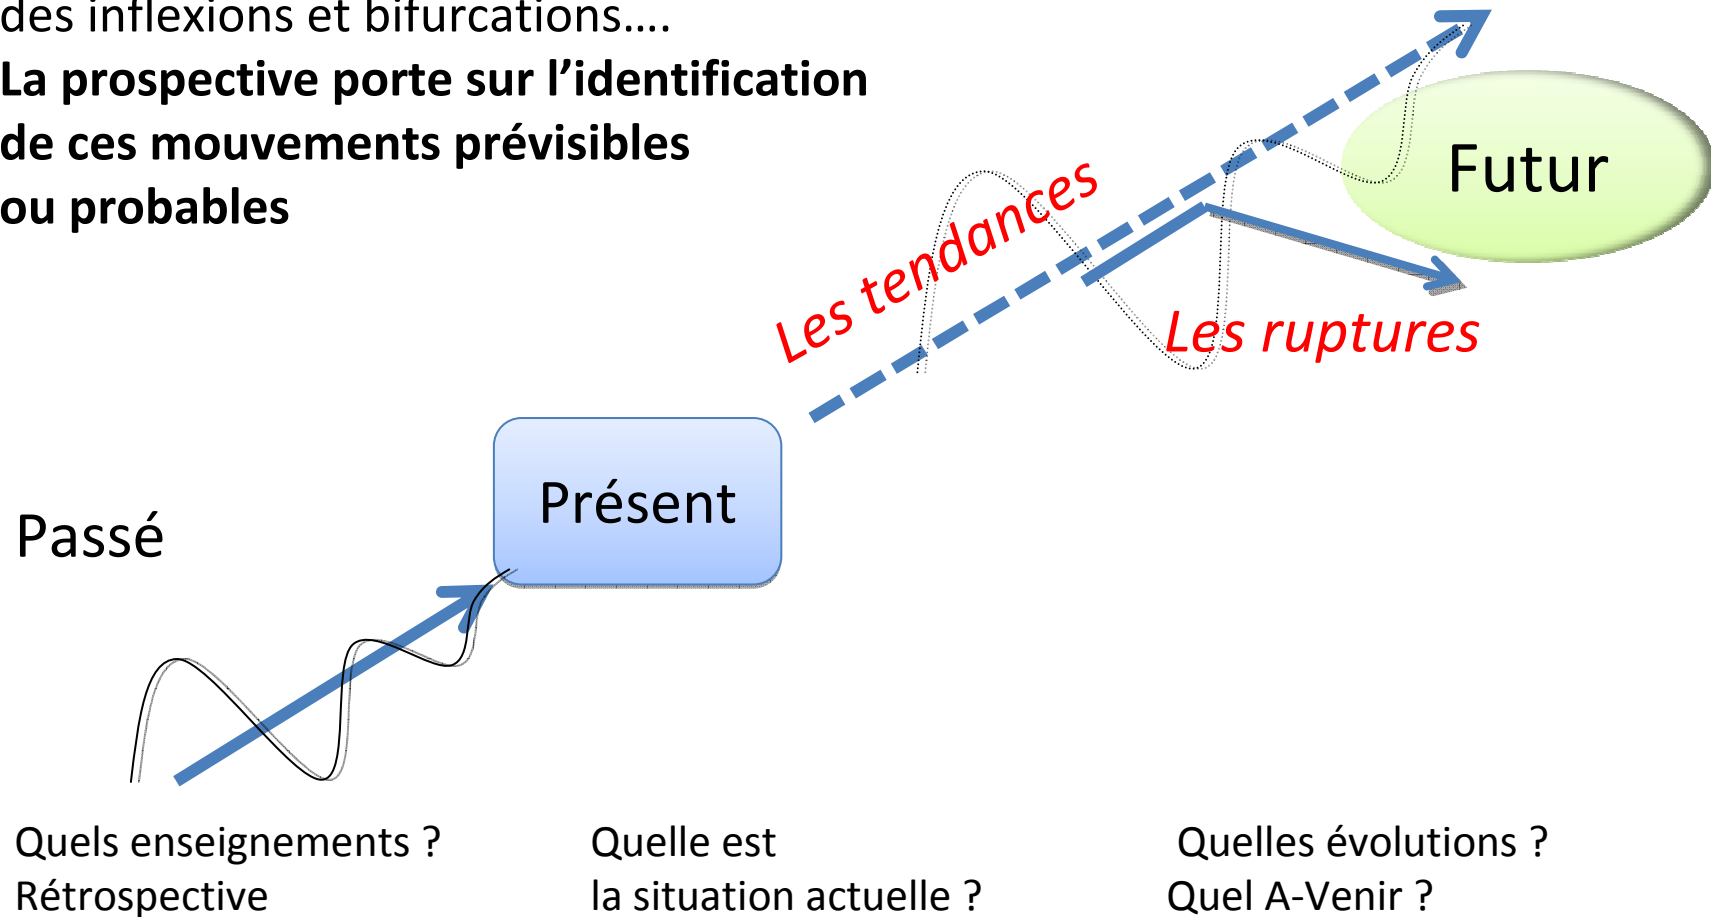 des inflexions et bifurcations….
La prospective porte sur l’identification
de ces mouvements prévisibles
ou probables
Futur
Les tendances
Les ruptures
Présent
Passé
Quels enseignements ?
Rétrospective
Quelle est
la situation actuelle ?
Quelles évolutions ?
Quel A-Venir ?